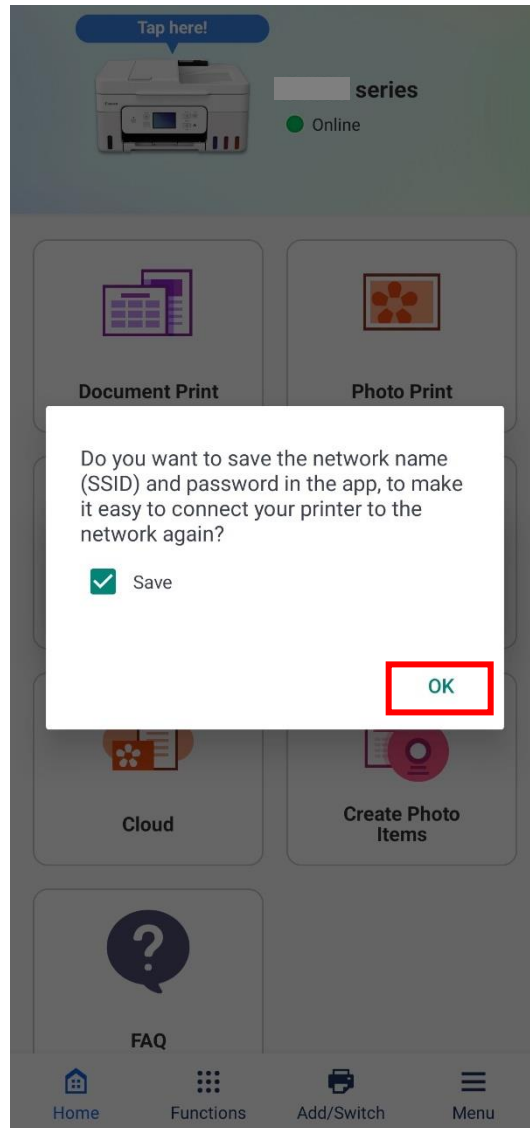 Tap here!
series
Online
Document Print
Photo Print
Do you want to save the network name
(SSID) and password in the app, to make
it easy to connect your printer to the
network again?
Save
OK
Cloud
Create Photo
Items
FAQ
Home
Functions
Add/Switch
Menu